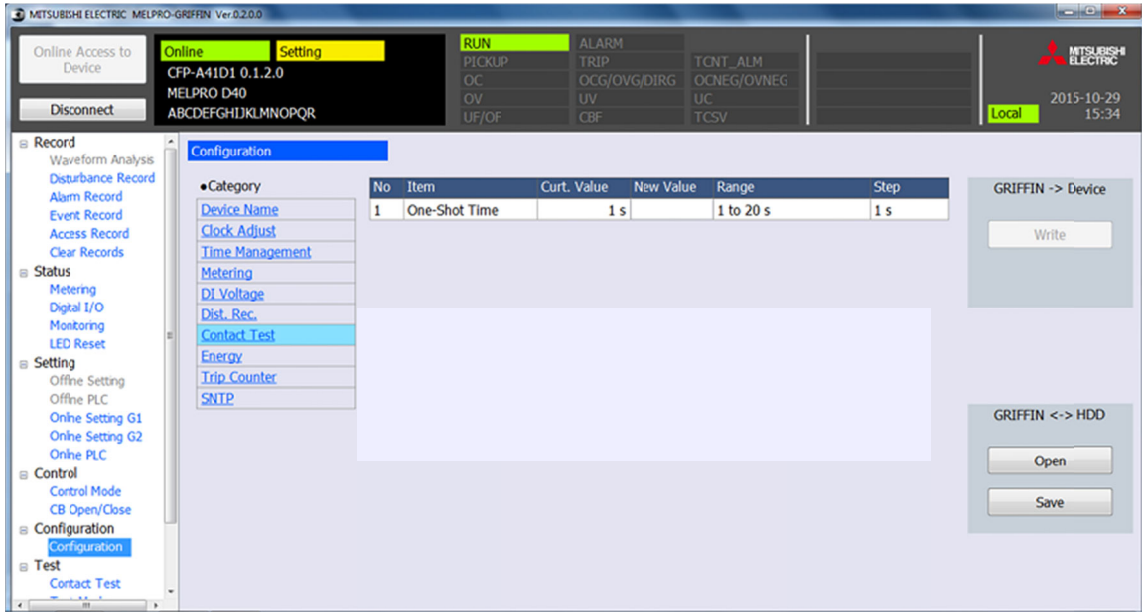 MITSUBISHI ELECTRIC MELPRO-GRIFFIN Ver.0.2.0.0
Online Access to
Device
Disconnect
Online Setting
CFP-A41D1 0.1.2.0
MELPRO D40
ABCDEFGHIJKLMNOPQR
RUN ALARM
PICKUP TRIP TCNT_ALM
OC OCG/OVG/DIRG OCNEG/OVNEG
OV UV UC
UF/OF CBF TCSV
MITSUBISHI
ELECTRIC
2015-10-29
Local 15:34
Record
Waveform Analysis
Disturbance Record
Alarm Record
Event Record
Access Record
Clear Records
Status
Metering
Digital I/O
Monitoring
LED Reset
Setting
Offline Setting
Offline PLC
Online Setting G1
Online Setting G2
Online PLC
Control
Control Mode
CB Open/Close
Configuration
Configuration
Test
Contact Test
Configuration
●Category
Device Name
Clock Adjust
Time Management
Metering
DI Voltage
Dist. Rec.
Contact Test
Energy
Trip Counter
SNTP
No Item Curt. Value New Value Range Step
1 One-Shot Time 1 s 1 to 20 s 1 s
GRIFFIN -> Device
Write
GRIFFIN <-> HDD
Open
Save